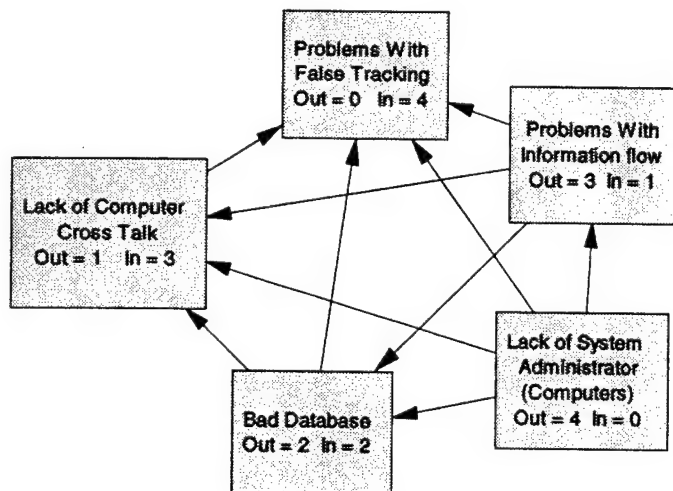 Problems With
False Tracking
Out = 0 In = 4
Problems With
Information flow
Out = 3 In = 1
Lack of Computer
Cross Talk
Out = 1 In = 3
Lack of System
Administrator
(Computers)
Out = 4 In = 0
Bad Database
Out = 2 In = 2